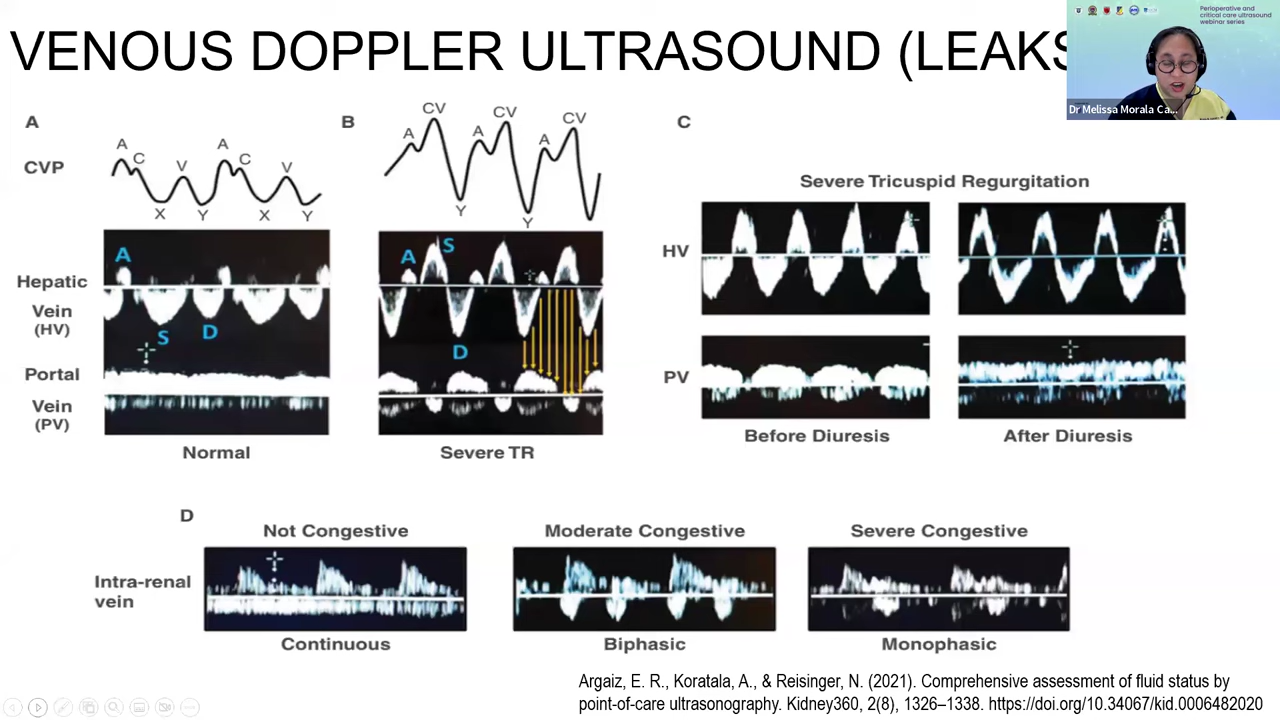 VENOUS DOPPLER ULTRASOUND (LEAKS
Perioperative and
critical care ultrasound
webinar series
Dr Melissa Morala Ca...
A
CVP
A C V A C V
X Y X Y
Hepatic
Vein
(HV)
A
S D
Portal
Vein
(PV)
Normal
B
A CV A CV A CV
Y Y
A S
D
Severe TR
C
Severe Tricuspid Regurgitation
HV
PV
Before Diuresis
After Diuresis
D
Not Congestive
Moderate Congestive
Severe Congestive
Intra-renal
vein
Continuous
Biphasic
Monophasic
Argaiz, E. R., Koratala, A., & Reisinger, N. (2021). Comprehensive assessment of fluid status by
point-of-care ultrasonography. Kidney360, 2(8), 1326–1338. https://doi.org/10.34067/kid.0006482020